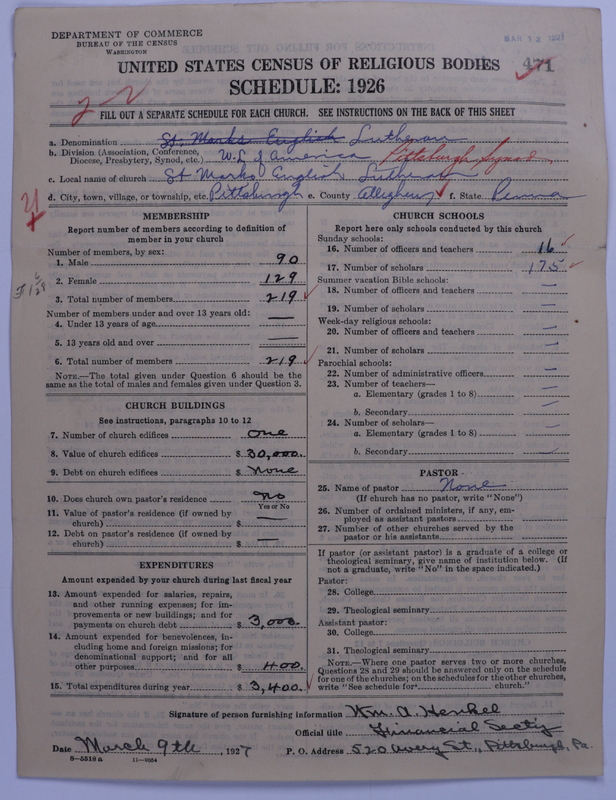 DEPARTMENT OF COMMERCE
BUREAU OF THE CENSUS
WASHINGTON
MAR 12 1927
471
UNITED STATES CENSUS OF RELIGIOUS BODIES
SCHEDULE: 1926
2-2
FILL OUT A SEPARATE SCHEDULE FOR EACH CHURCH. SEE INSTRUCTIONS ON THE BACK OF THIS SHEET
a. Denomination St. Marks English Lutheran
b. Division (Association, Conference, Diocese, Presbytery, Synod, etc.) U.L. of America Pittsburgh Synod
c. Local name of church St Marks English Lutheran
d. City, town, village, or township, etc. Pittsburgh e. County Allegheny f. State Penna
MEMBERSHIP
Report number of members according to definition of
member in your church
Number of members, by sex:
1. Male 90
2. Female 129
3. Total number of members 219
Number of members under and over 13 years old:
4. Under 13 years of age —
5. 13 years old and over —
6. Total number of members 219
NOTE.—The total given under Question 6 should be
same as the total of males and females given under Question 3.
CHURCH BUILDINGS
See instructions, paragraphs 10 to 12
7. Number of church edifices one
8. Value of church edifices $ 30,000.
9. Debt on church edifices $ None
10. Does church own pastor's residence no
Yes or No
11. Value of pastor's residence (if owned by
church) $ —
12. Debt on pastor's residence (if owned by
church) $ —
EXPENDITURES
Amount expended by your church during last fiscal year
13. Amount expended for salaries, repairs,
and other running expenses; for im-
provements or new buildings; and for
payments on church debt $ 3,000.
14. Amount expended for benevolences, in-
cluding home and foreign missions; for
denominational support; and for all
other purposes $ 400.
15. Total expenditures during year $ 3,400
CHURCH SCHOOLS
Report here only schools conducted by this church
Sunday schools:
16. Number of officers and teachers 16
17. Number of scholars 175
Summer vacation Bible schools:
18. Number of officers and teachers —
19. Number of scholars —
Week-day religious schools:
20. Number of officers and teachers —
21. Number of scholars —
Parochial schools:
22. Number of administrative officers —
23. Number of teachers—
a. Elementary (grades 1 to 8) —
b. Secondary —
24. Number of scholars—
a. Elementary (grades 1 to 8) —
b. Secondary —
PASTOR
25. Name of pastor None
(If church has no pastor, write "None")
26. Number of ordained ministers, if any, em-
ployed as assistant pastors
27. Number of other churches served by the
pastor or his assistants
If pastor (or assistant pastor) is a graduate of a college or
theological seminary, give name of institution below. (If
not a graduate, write "No" in the space indicated.)
Pastor:
28. College
29. Theological seminary
Assistant pastor:
30. College
31. Theological seminary
NOTE.—Where one pastor serves two or more churches,
Questions 28 and 29 should be answered only on the schedule
for one of the churches; on the schedules for the other churches,
write "See schedule for church."
Signature of person furnishing information Wm. A. Henkel
Official title Financial Secty
Date March 9th, 1927 P. O. Address 520 Avery St., Pittsburgh, Pa.
8-5519a 11-9264